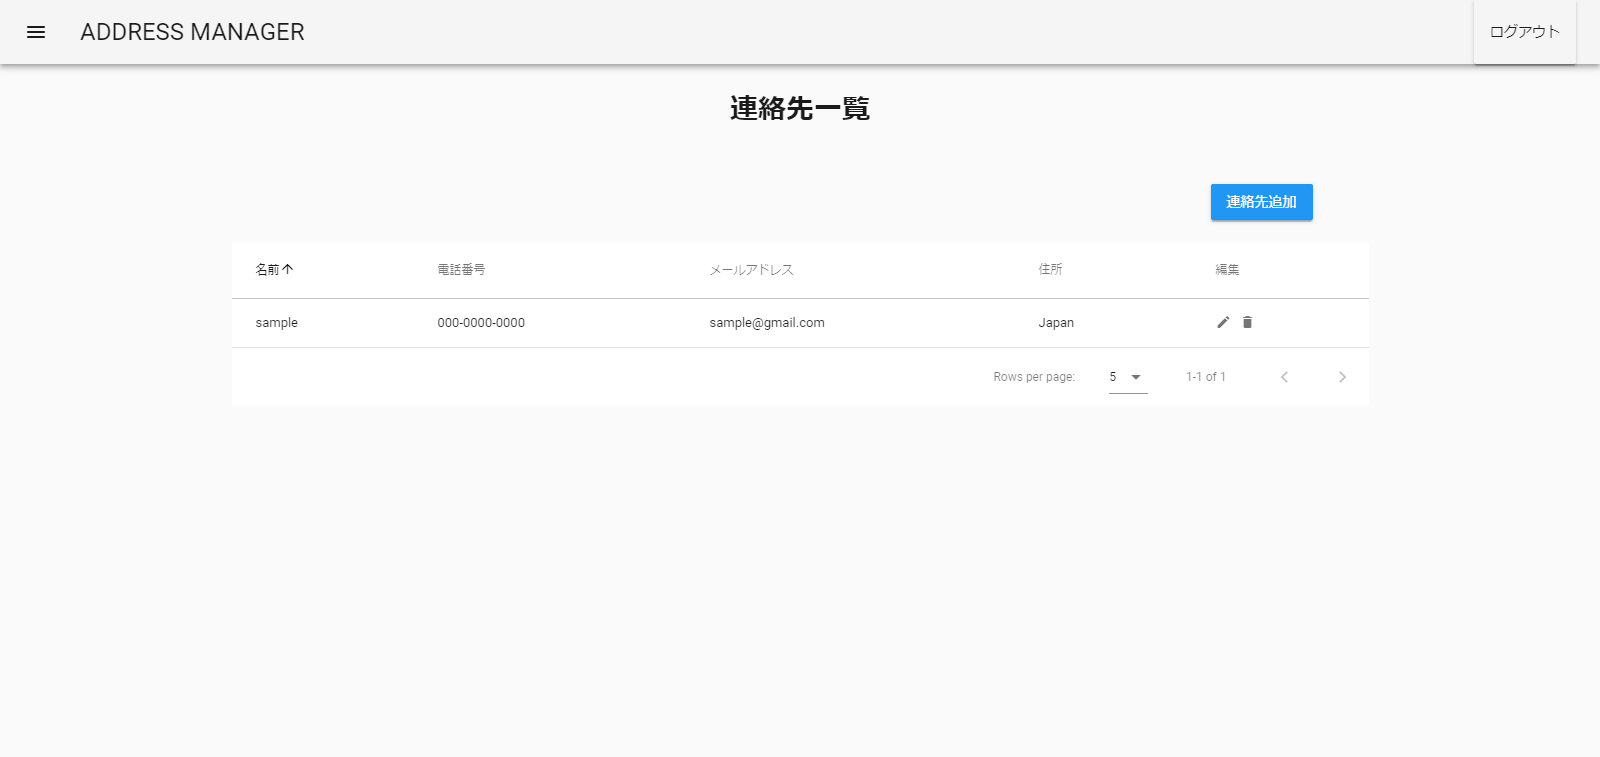 ADDRESS MANAGER
ログアウト
連絡先一覧
連絡先追加
名前 電話番号 メールアドレス 住所 編集
sample 000-0000-0000 sample@gmail.com Japan
Rows per page: 5 1-1 of 1